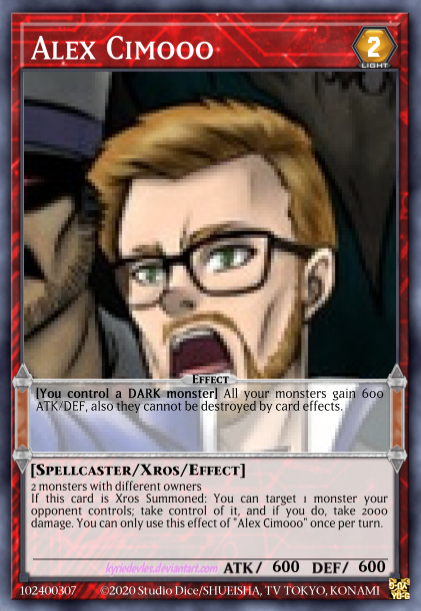 ALEX CIMOOO
2
LIGHT
EFFECT
[You control a DARK monster] All your monsters gain 600
ATK/DEF, also they cannot be destroyed by card effects.
[SPELLCASTER/XROS/EFFECT]
2 monsters with different owners
If this card is Xros Summoned: You can target 1 monster your
opponent controls; take control of it, and if you do, take 2000
damage. You can only use this effect of "Alex Cimooo" once per turn.
kyriedevles.deviantart.com ATK/ 600 DEF/ 600
102400307 ©2020 Studio Dice/SHUEISHA, TV TOKYO, KONAMI